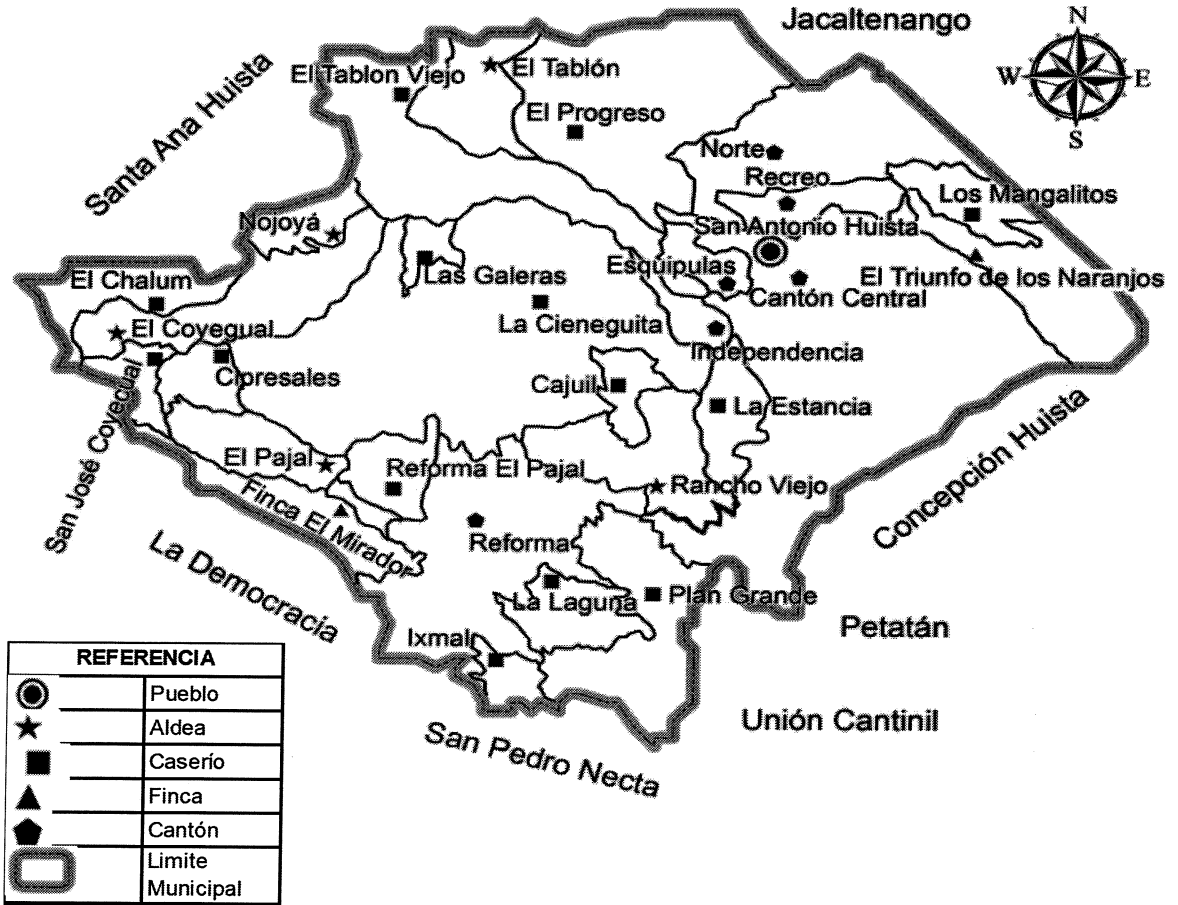 Jacaltenango
N
W
E
S
Santa Ana Huista
El Tablon Viejo
El Tablón
El Progreso
Norte
Recreo
Los Mangalitos
Nojoyá
San Antonio Huista
El Chalum
Las Galeras
Esquipulas
El Triunfo de los Naranjos
Cantón Central
El Coyegual
La Cieneguita
Independencia
Cipresales
Cajuil
La Estancia
San José Coyegual
El Pajal
Reforma El Pajal
Rancho Viejo
Concepción Huista
Finca El Mirador
Reforma
La Democracia
La Laguna
Plan Grande
Ixmal
Petatán
Unión Cantinil
San Pedro Necta
REFERENCIA
Pueblo
Aldea
Caserío
Finca
Cantón
Limite
Municipal